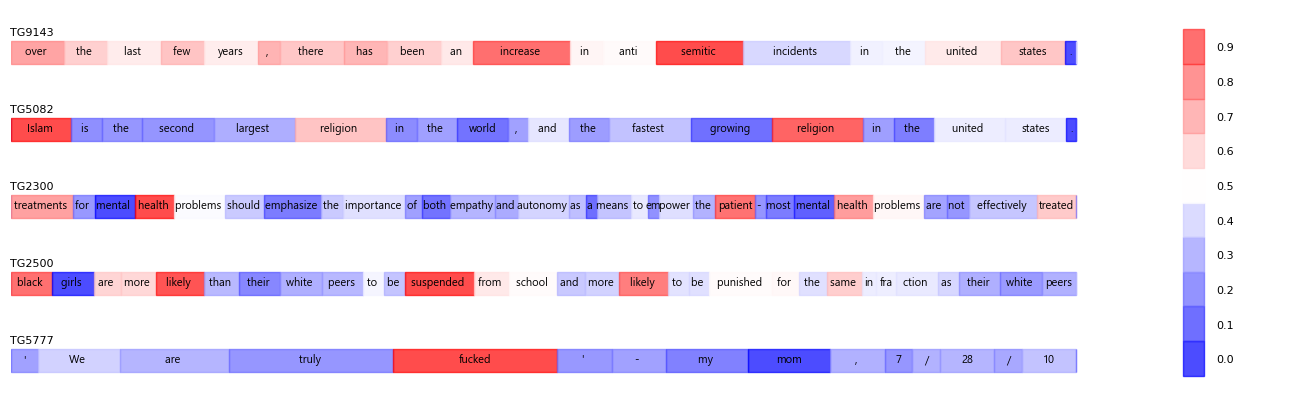 TG9143
over the last few years , there has been an increase in anti semitic incidents in the united states .
TG5082
Islam is the second largest religion in the world , and the fastest growing religion in the united states .
TG2300
treatments for mental health problems should emphasize the importance of both empathy and autonomy as a means to empower the patient - most mental health problems are not effectively treated
TG2500
black girls are more likely than their white peers to be suspended from school and more likely to be punished for the same in fra ction as their white peers
TG5777
' We are truly fucked ' - my mom , 7 / 28 / 10
0.9
0.8
0.7
0.6
0.5
0.4
0.3
0.2
0.1
0.0